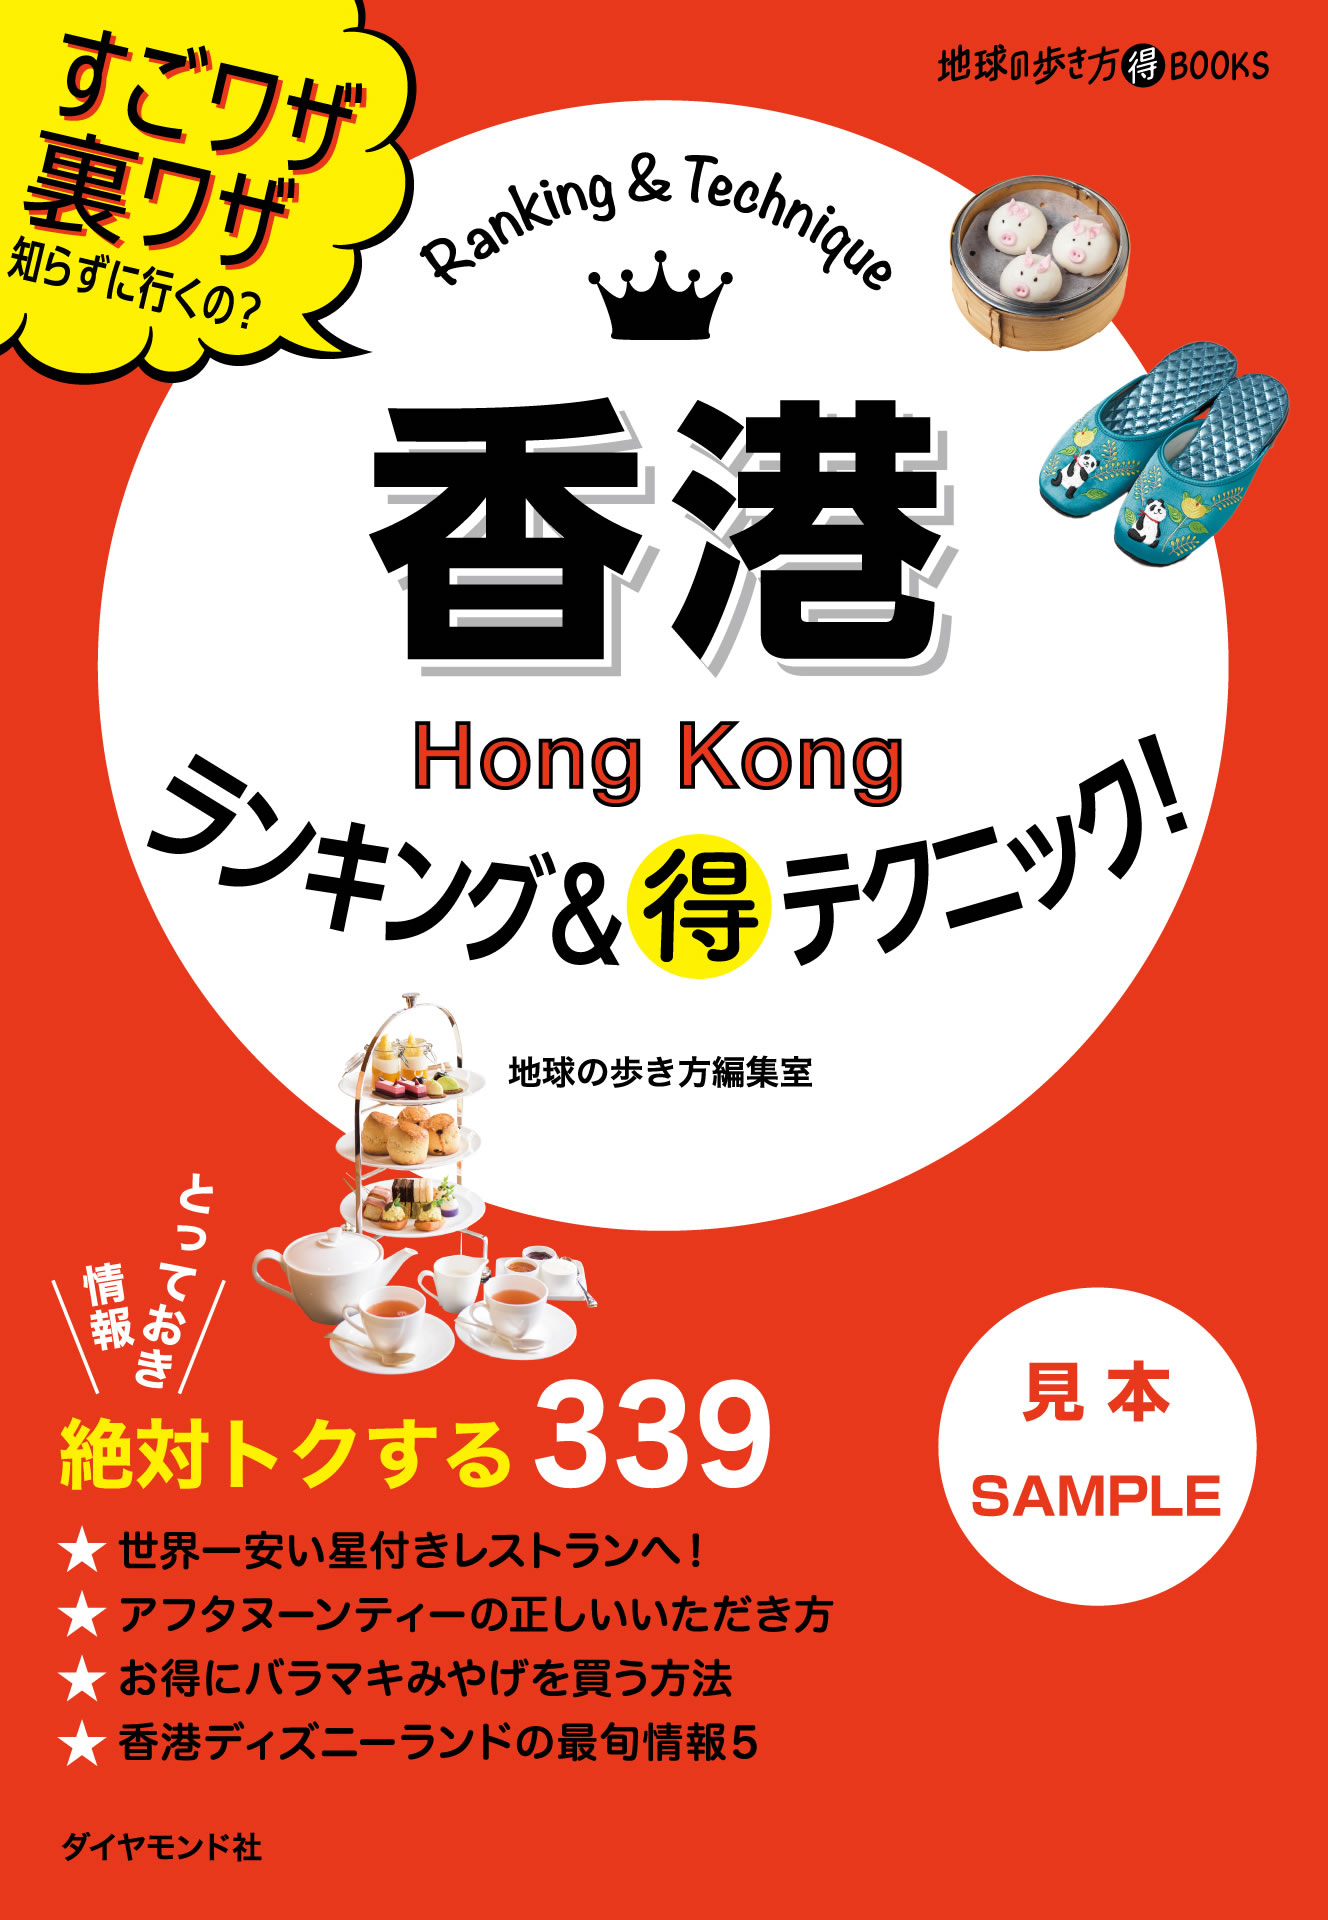 すごワザ
裏ワザ
知らずに行くの？
地球の歩き方得BOOKS
Ranking & Technique
香港
Hong Kong
ランキング&得テクニック!
地球の歩き方編集室
とっておき
情報
絶対トクする339
★世界一安い星付きレストランへ！
★アフタヌーンティーの正しいいただき方
★お得にバラマキみやげを買う方法
★香港ディズニーランドの最旬情報5
見本
SAMPLE
ダイヤモンド社